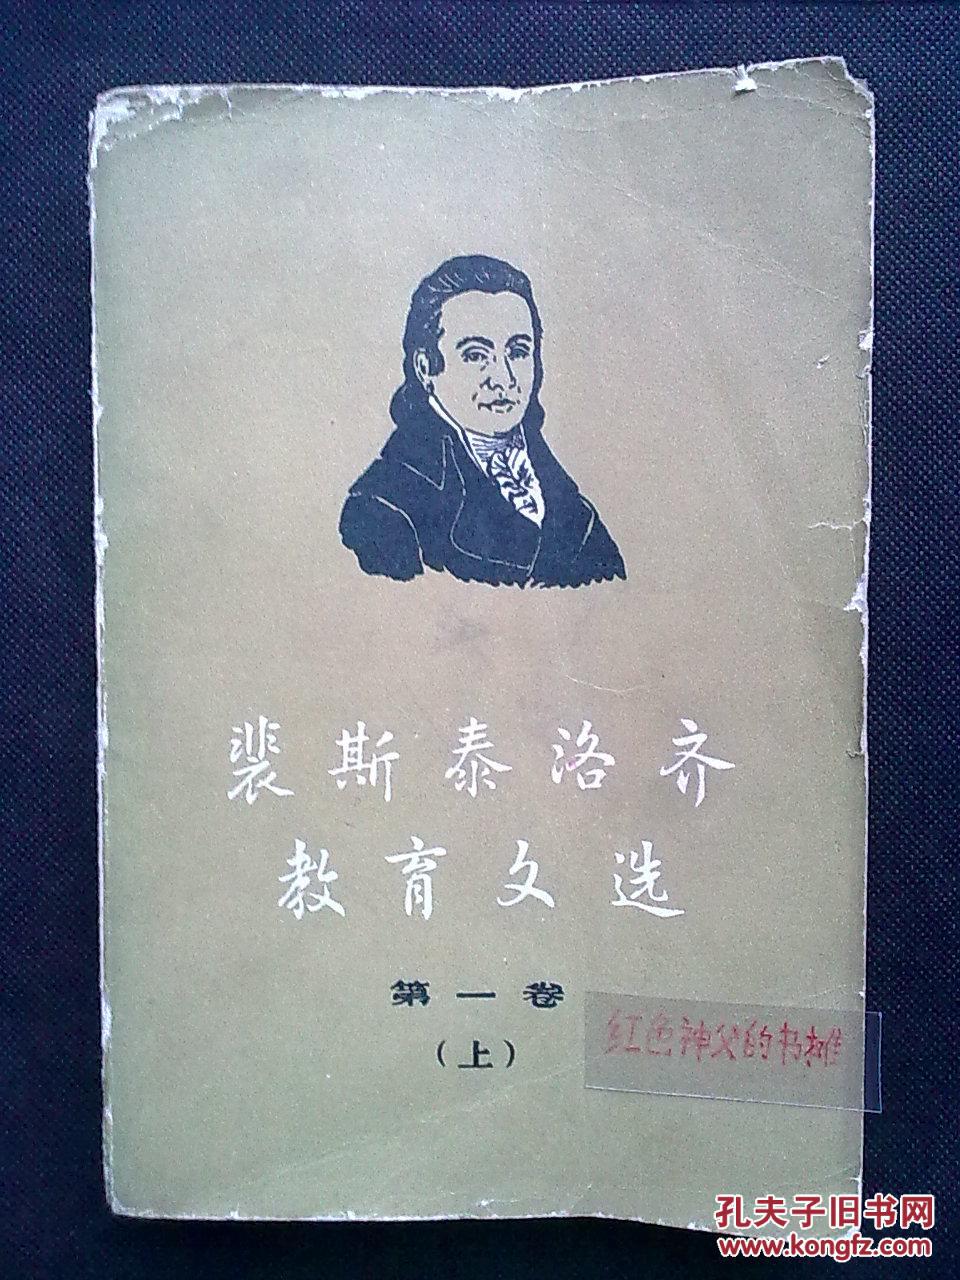 裴斯泰洛齐
教育文选
第一卷
（上）
红色神父的书摊
孔夫子旧书网
www.kongfz.com